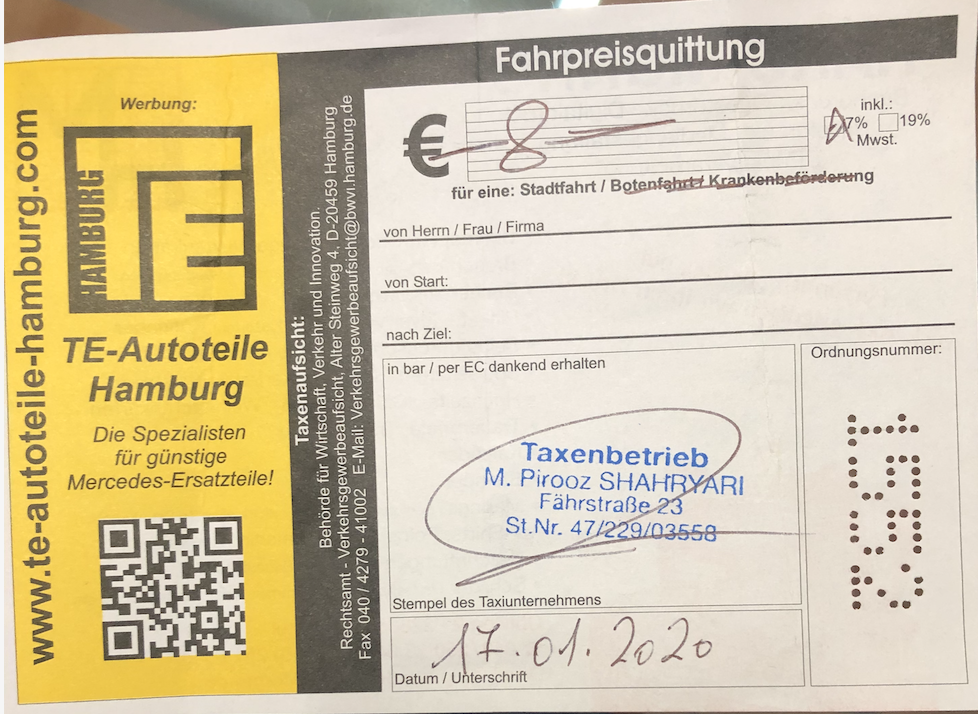 Fahrpreisquittung
Werbung:
HAMBURG
TE
TE-Autoteile
Hamburg
Die Spezialisten
für günstige
Mercedes-Ersatzteile!
www.te-autoteile-hamburg.com
Taxenaufsicht:
Behörde für Wirtschaft, Verkehr und Innovation.
Rechtsamt - Verkehrsgewerbeaufsicht, Alter Steinweg 4, D-20459 Hamburg
Fax 040 / 4279 - 41002 E-Mail: Verkehrsgewerbeaufsicht@bwvi.hamburg.de
€ - 8 -
inkl.:
7% 19%
Mwst.
für eine: Stadtfahrt / Botenfahrt / Krankenbeförderung
von Herrn / Frau / Firma
von Start:
nach Ziel:
in bar / per EC dankend erhalten
Taxenbetrieb
M. Pirooz SHAHRYARI
Fährstraße 23
St.Nr. 47/229/03558
Stempel des Taxiunternehmens
17.01.2020
Datum / Unterschrift
Ordnungsnummer: